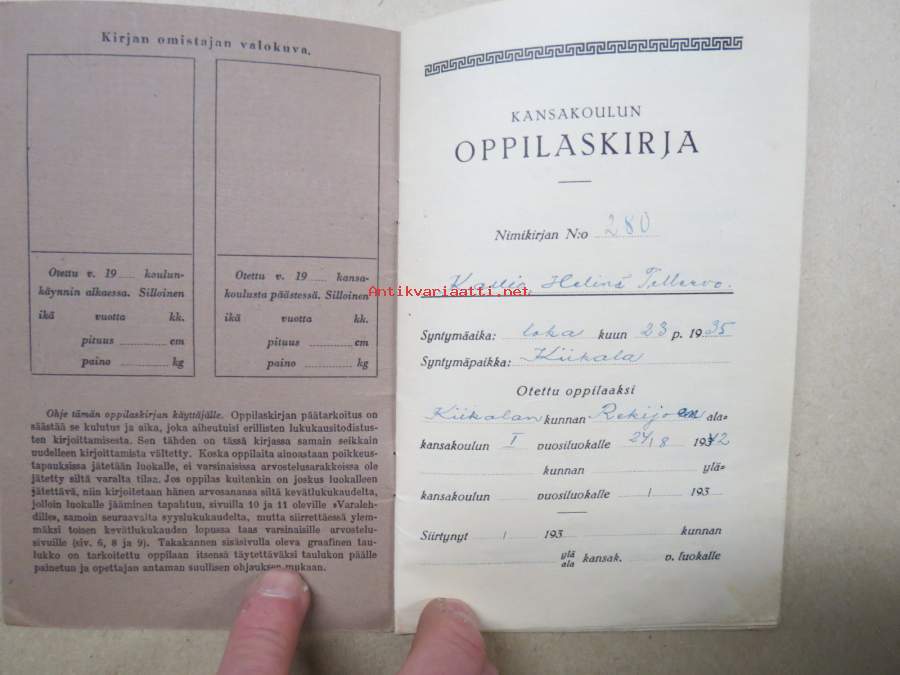 Kirjan omistajan valokuva.
Otettu v. 19 koulun-
käynnin alkaessa. Silloinen
ikä vuotta kk.
pituus cm
paino kg
Otettu v. 19 kansa-
koulusta päästessä. Silloinen
ikä vuotta kk.
pituus cm
paino kg
Ohje tämän oppilaskirjan käyttäjälle. Oppilaskirjan päätarkoitus on
säästää se kulutus ja aika, joka aiheutuisi erillisten lukukausitodistus-
ten kirjoittamisesta. Sen tähden on tässä kirjassa samain seikkain
uudelleen kirjoittamista vältetty. Koska oppilaita ainoastaan poikkeus-
tapauksissa jätetään luokalle, ei varsinaisissa arvostelusarakkeissa ole
jätetty siltä varalta tilaa. Jos oppilas kuitenkin on joskus luokalleen
jätettävä, niin kirjoitetaan hänen arvosanansa siltä kevätlukukaudelta,
jolloin luokalle jääminen tapahtuu, sivuilla 10 ja 11 oleville »Varaleh-
dille», samoin seuraavalta syyslukukaudelta, mutta siirrettäessä ylem-
mäksi toisen kevätlukukauden lopussa taas varsinaisille arvostelu-
sivuille (siv. 6, 8 ja 9). Takakannen sisäsivulla oleva graafinen tau-
lukko on tarkoitettu oppilaan itsensä täytettäväksi taulukon päälle
painetun ja opettajan antaman suullisen ohjauksen mukaan.
KANSAKOULUN
OPPILASKIRJA
Nimikirjan N:o 280
Helinä Tellervo.
Antikvariaatti.net
Syntymäaika: loka kuun 23 p. 1935
Syntymäpaikka: Kiikala
Otettu oppilaaksi
Kiikalan kunnan Rekijoen ala=
kansakoulun I vuosiluokalle 24/8 1942
kunnan ylä=
kansakoulun vuosiluokalle / 193
Siirtynyt / 193 kunnan
ylä
ala kansak. v. luokalle